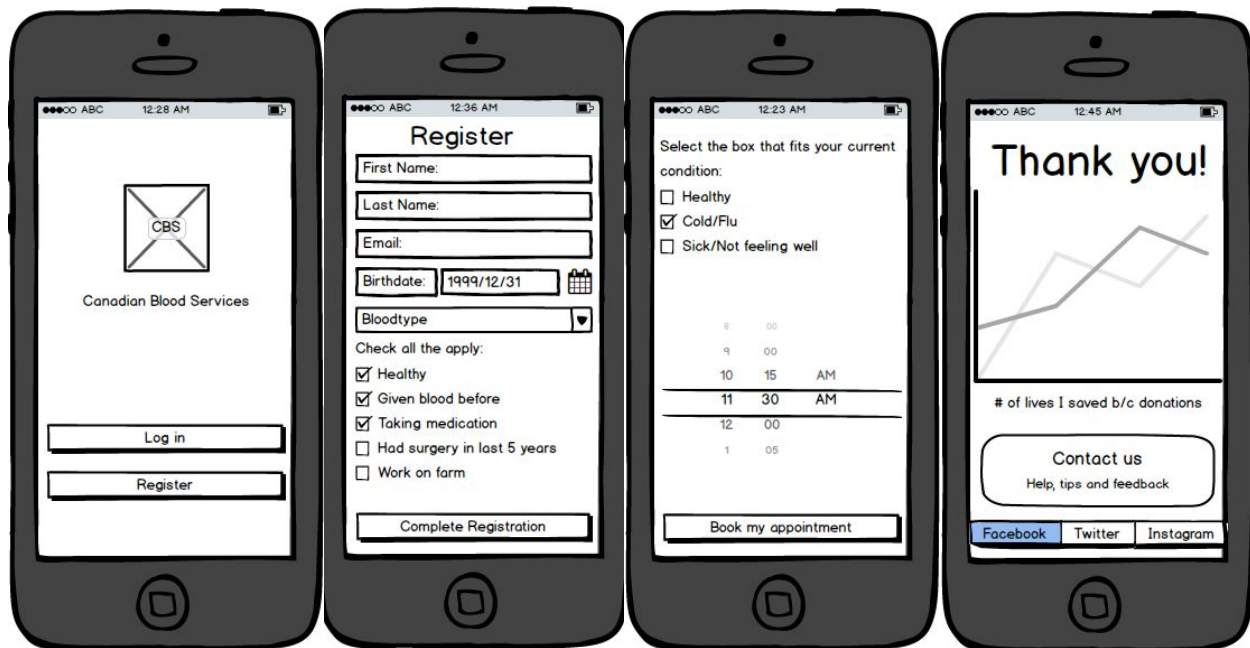 ABC 12:28 AM
CBS
Canadian Blood Services
Log in
Register
ABC 12:36 AM
Register
First Name:
Last Name:
Email:
Birthdate: 1999/12/31
Bloodtype
Check all the apply:
Healthy
Given blood before
Taking medication
Had surgery in last 5 years
Work on farm
Complete Registration
ABC 12:23 AM
Select the box that fits your current
condition:
Healthy
Cold/Flu
Sick/Not feeling well
8 00
9 00
10 15 AM
11 30 AM
12 00
1 05
Book my appointment
ABC 12:45 AM
Thank you!
# of lives I saved b/c donations
Contact us
Help, tips and feedback
Facebook Twitter Instagram